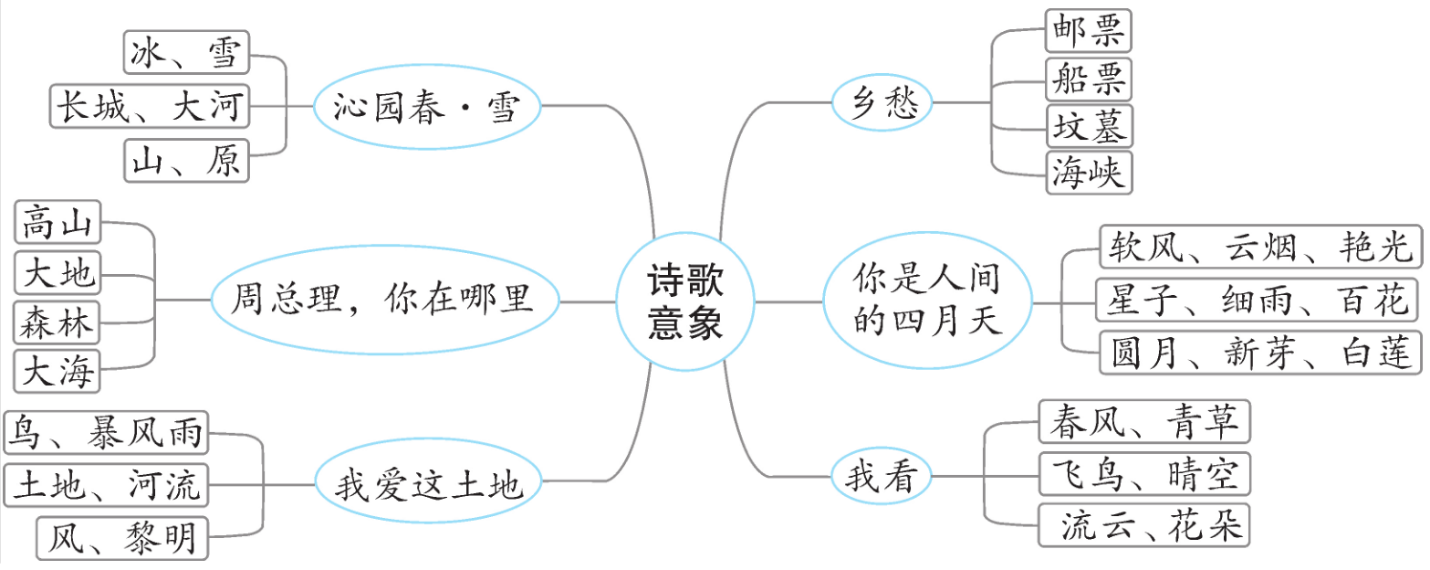 冰、雪
长城、大河
山、原
沁园春·雪
高山
大地
森林
大海
周总理，你在哪里
鸟、暴风雨
土地、河流
风、黎明
我爱这土地
诗歌
意象
乡愁
邮票
船票
坟墓
海峡
你是人间
的四月天
软风、云烟、艳光
星子、细雨、百花
圆月、新芽、白莲
我看
春风、青草
飞鸟、晴空
流云、花朵